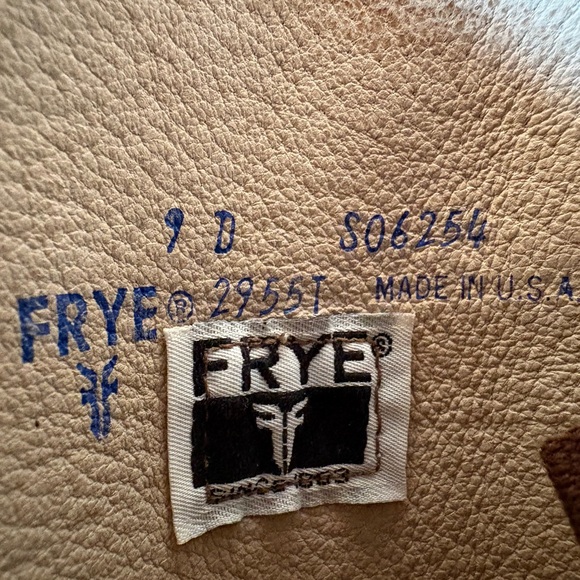 9 D S06254
FRYE® 2955T MADE IN U.S.A
FRYE®
SINCE 1863